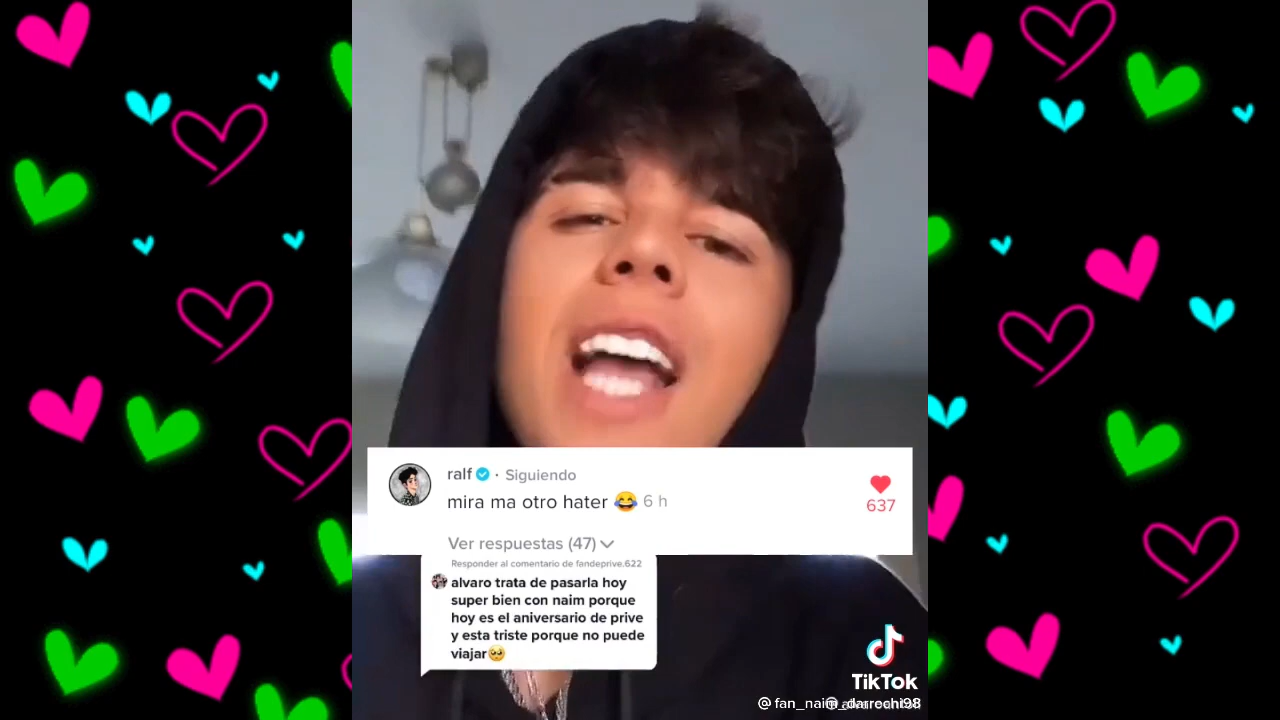 ralf · Siguiendo
mira ma otro hater 😂 6 h
637
Ver respuestas (47)
Responder al comentario de fandeprive.622
alvaro trata de pasarla hoy
super bien con naim porque
hoy es el aniversario de prive
y esta triste porque no puede
viajar🥺
TikTok